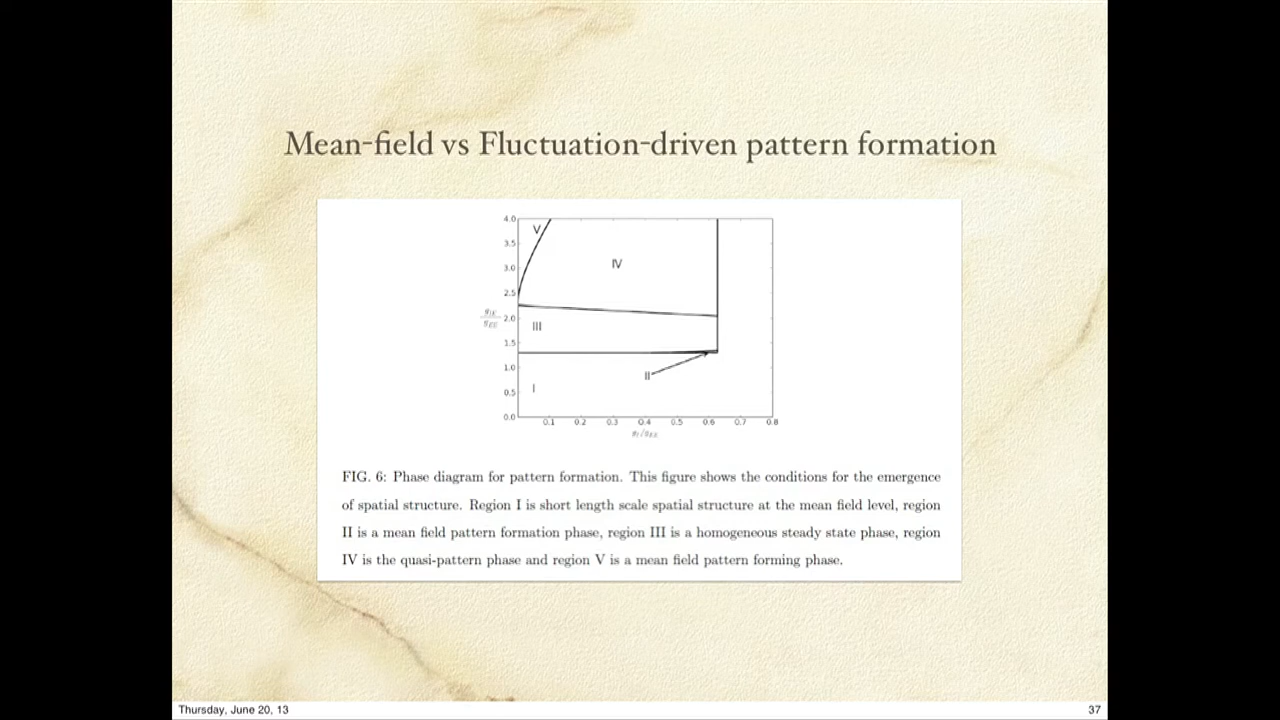 Mean-field vs Fluctuation-driven pattern formation
4.0
V
3.5
IV
3.0
2.5
g_IE
g_EE
2.0
III
1.5
1.0
II
0.5
I
0.0
0.1 0.2 0.3 0.4 0.5 0.6 0.7 0.8
FIG. 6: Phase diagram for pattern formation. This figure shows the conditions for the emergence
of spatial structure. Region I is short length scale spatial structure at the mean field level, region
II is a mean field pattern formation phase, region III is a homogeneous steady state phase, region
IV is the quasi-pattern phase and region V is a mean field pattern forming phase.
Thursday, June 20, 13
37